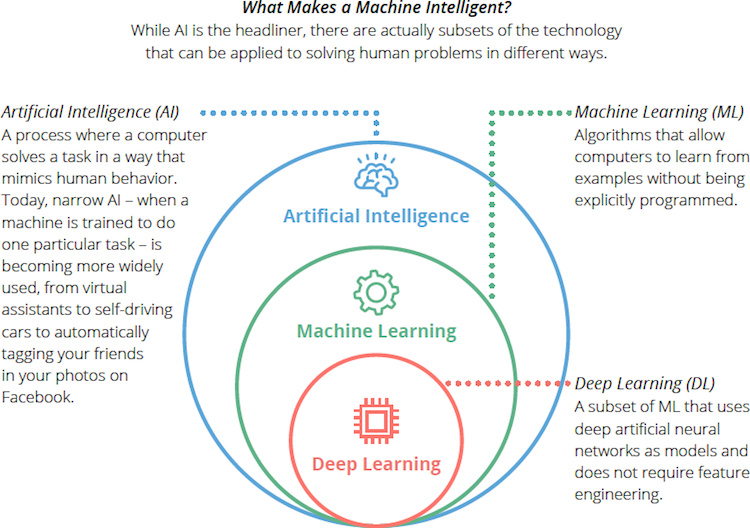 What Makes a Machine Intelligent?
While AI is the headliner, there are actually subsets of the technology
that can be applied to solving human problems in different ways.
Artificial Intelligence (AI)
A process where a computer
solves a task in a way that
mimics human behavior.
Today, narrow AI – when a
machine is trained to do
one particular task – is
becoming more widely
used, from virtual
assistants to self-driving
cars to automatically
tagging your friends
in your photos on
Facebook.
Machine Learning (ML)
Algorithms that allow
computers to learn from
examples without being
explicitly programmed.
Artificial Intelligence
Machine Learning
Deep Learning
Deep Learning (DL)
A subset of ML that uses
deep artificial neural
networks as models and
does not require feature
engineering.